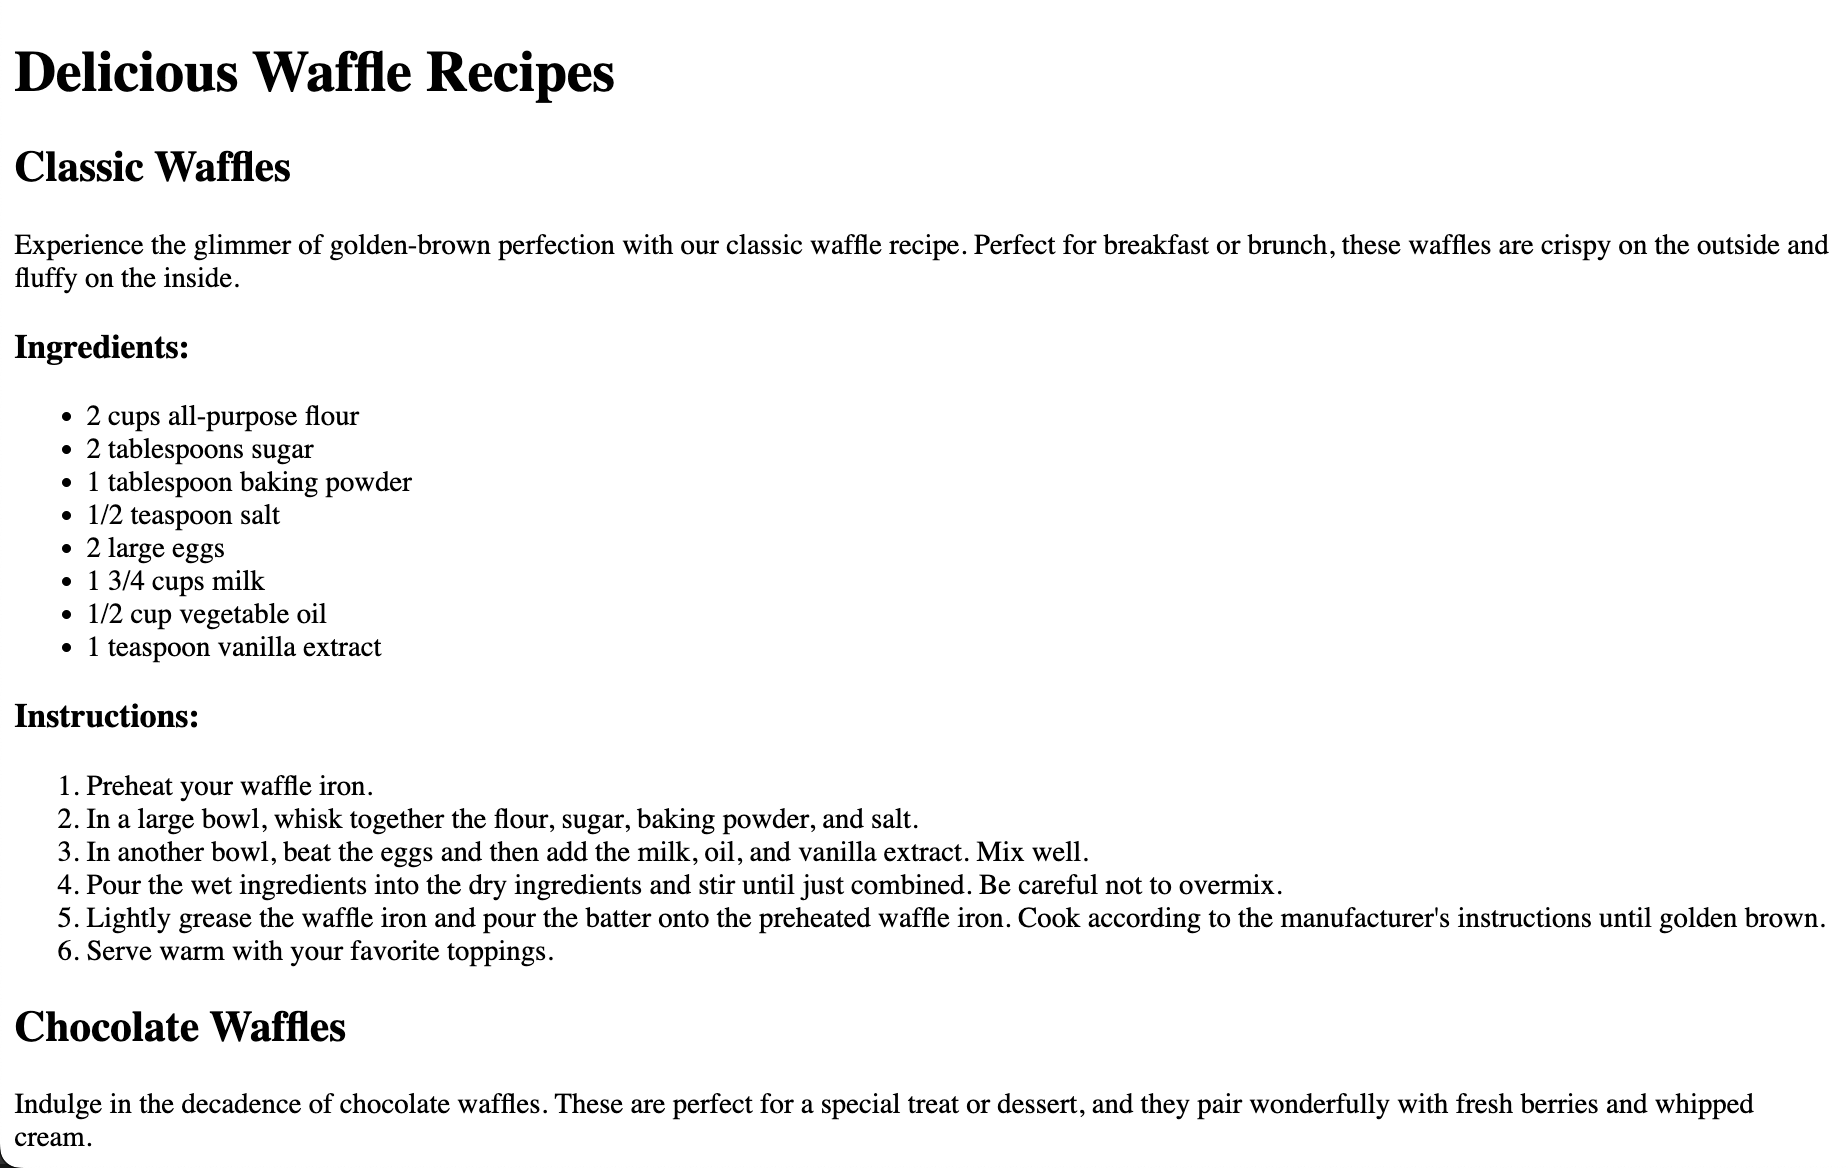 Delicious Waffle Recipes
Classic Waffles
Experience the glimmer of golden-brown perfection with our classic waffle recipe. Perfect for breakfast or brunch, these waffles are crispy on the outside and
fluffy on the inside.
Ingredients:
• 2 cups all-purpose flour
• 2 tablespoons sugar
• 1 tablespoon baking powder
• 1/2 teaspoon salt
• 2 large eggs
• 1 3/4 cups milk
• 1/2 cup vegetable oil
• 1 teaspoon vanilla extract
Instructions:
1. Preheat your waffle iron.
2. In a large bowl, whisk together the flour, sugar, baking powder, and salt.
3. In another bowl, beat the eggs and then add the milk, oil, and vanilla extract. Mix well.
4. Pour the wet ingredients into the dry ingredients and stir until just combined. Be careful not to overmix.
5. Lightly grease the waffle iron and pour the batter onto the preheated waffle iron. Cook according to the manufacturer's instructions until golden brown.
6. Serve warm with your favorite toppings.
Chocolate Waffles
Indulge in the decadence of chocolate waffles. These are perfect for a special treat or dessert, and they pair wonderfully with fresh berries and whipped
cream.